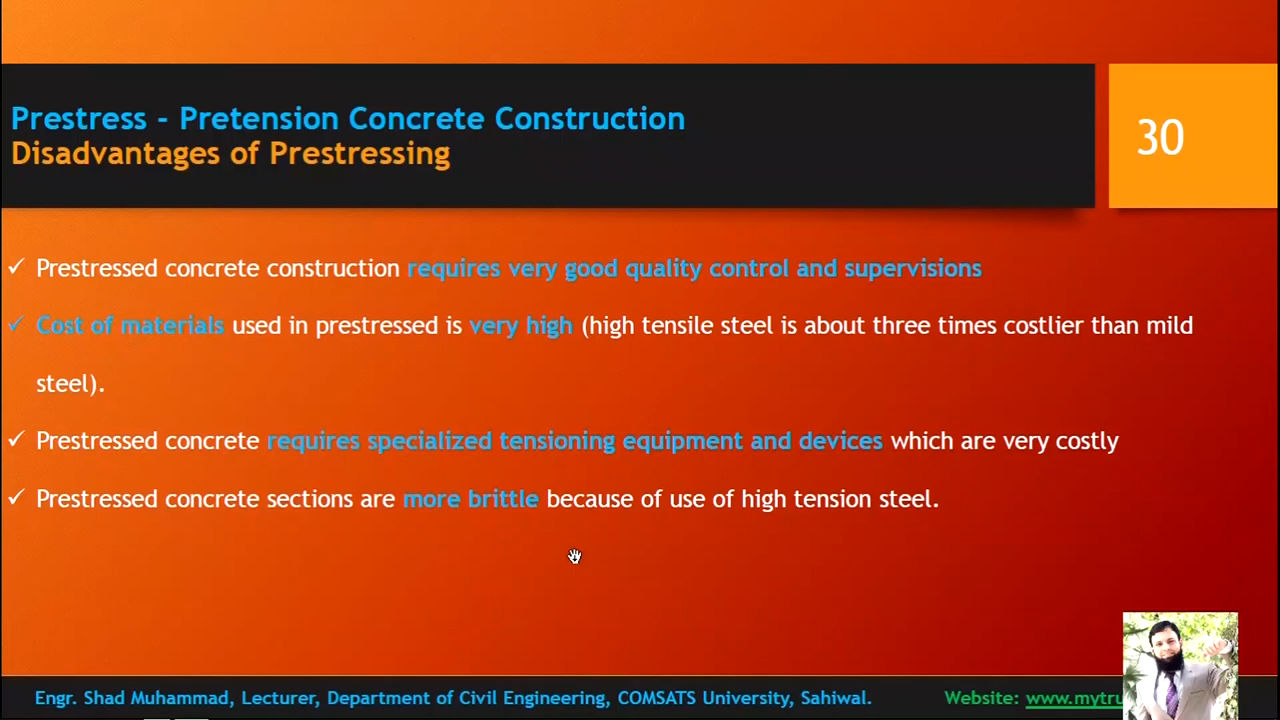 Prestress - Pretension Concrete Construction
Disadvantages of Prestressing
30
✓ Prestressed concrete construction requires very good quality control and supervisions
✓ Cost of materials used in prestressed is very high (high tensile steel is about three times costlier than mild
steel).
✓ Prestressed concrete requires specialized tensioning equipment and devices which are very costly
✓ Prestressed concrete sections are more brittle because of use of high tension steel.
Engr. Shad Muhammad, Lecturer, Department of Civil Engineering, COMSATS University, Sahiwal.
Website: